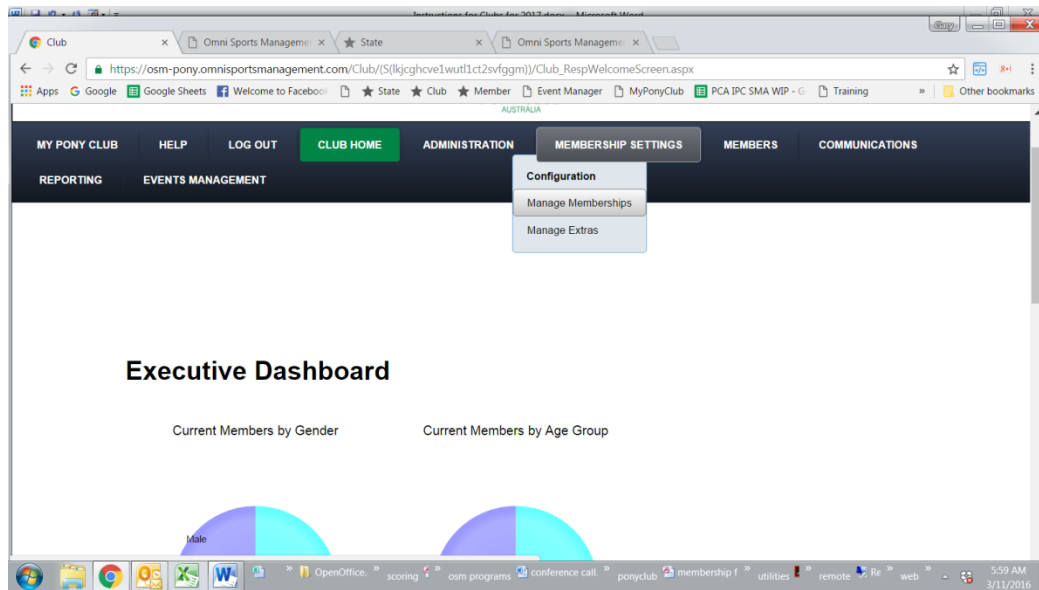 Instructions for Clubs for 2017.docx - Microsoft Word
Gary
Club
Omni Sports Manageme
State
Omni Sports Manageme
https://osm-pony.omnisportsmanagement.com/Club/(S(lkjcghcve1wutl1ct2svfggm))/Club_RespWelcomeScreen.aspx
Apps Google Google Sheets Welcome to Faceboo State Club Member Event Manager MyPonyClub PCA IPC SMA WIP - G Training » Other bookmarks
AUSTRALIA
MY PONY CLUB HELP LOG OUT CLUB HOME ADMINISTRATION MEMBERSHIP SETTINGS MEMBERS COMMUNICATIONS
REPORTING EVENTS MANAGEMENT
Configuration
Manage Memberships
Manage Extras
Executive Dashboard
Current Members by Gender Current Members by Age Group
Male
» OpenOffice. » scoring » osm programs conference call. » ponyclub membership f » utilities » remote Re » web » 5:59 AM
3/11/2016